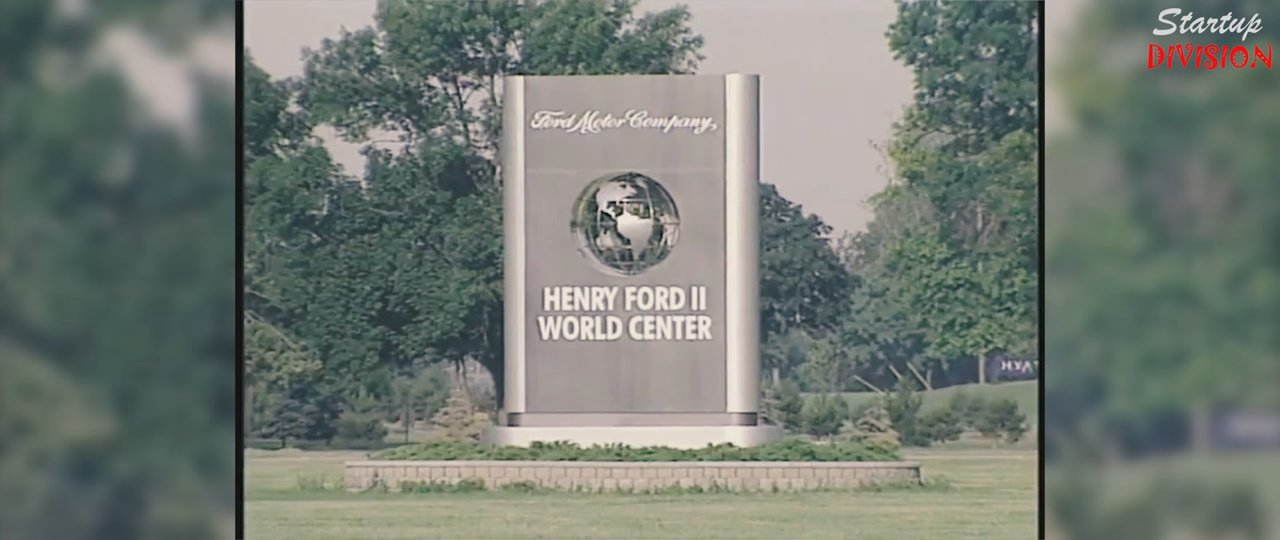 Startup
DIVISION
Ford Motor Company,
HENRY FORD II
WORLD CENTER